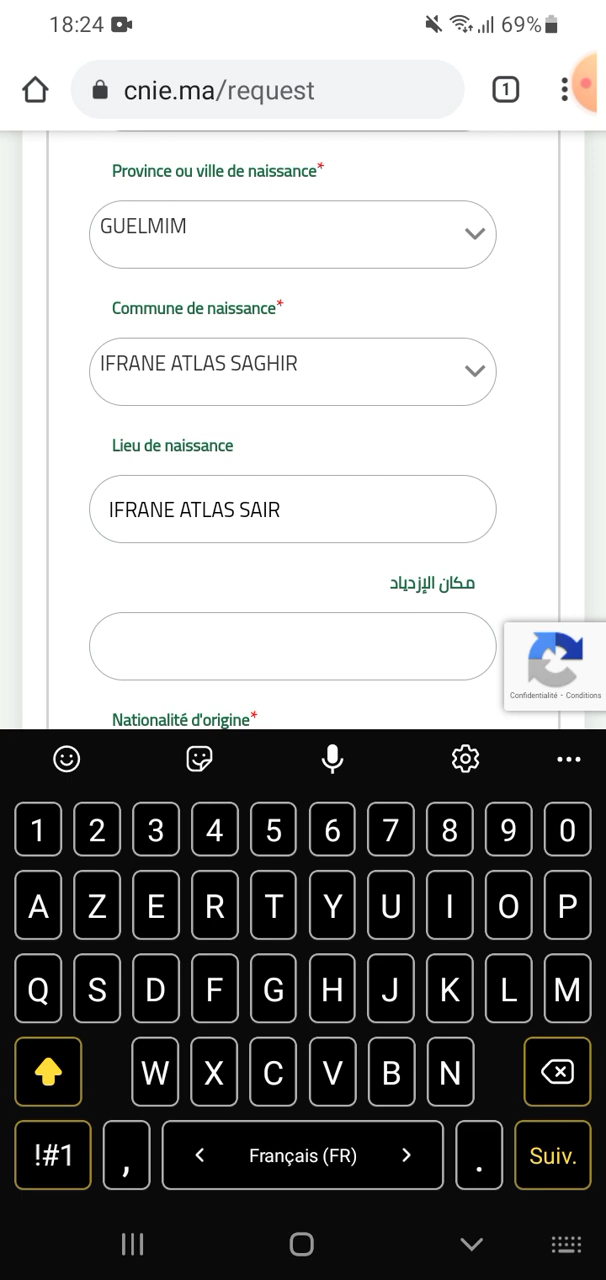 18:24 69%
cnie.ma/request 1
Province ou ville de naissance*
GUELMIM
Commune de naissance*
IFRANE ATLAS SAGHIR
Lieu de naissance
IFRANE ATLAS SAIR
مكان الإزدياد
Confidentialité - Conditions
Nationalité d'origine*
1 2 3 4 5 6 7 8 9 0
A Z E R T Y U I O P
Q S D F G H J K L M
W X C V B N
!#1 , < Français (FR) > . Suiv.